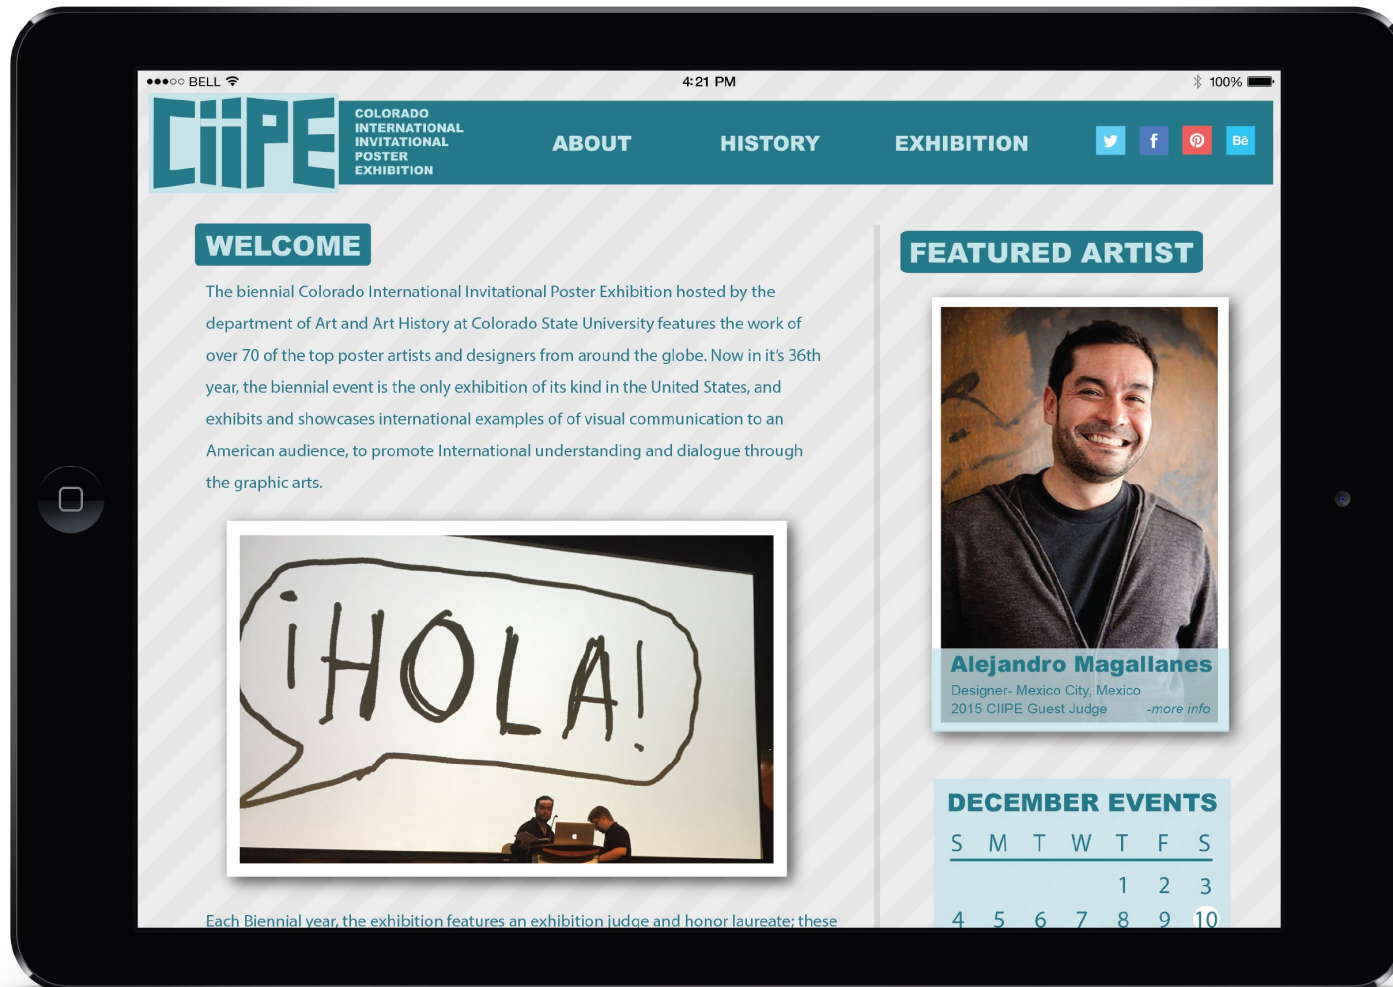 BELL
4:21 PM
100%
CiiPE
COLORADO
INTERNATIONAL
INVITATIONAL
POSTER
EXHIBITION
ABOUT
HISTORY
EXHIBITION
f
Bē
WELCOME
The biennial Colorado International Invitational Poster Exhibition hosted by the
department of Art and Art History at Colorado State University features the work of
over 70 of the top poster artists and designers from around the globe. Now in it's 36th
year, the biennial event is the only exhibition of its kind in the United States, and
exhibits and showcases international examples of of visual communication to an
American audience, to promote International understanding and dialogue through
the graphic arts.
¡HOLA!
Each Biennial year, the exhibition features an exhibition judge and honor laureate; these
FEATURED ARTIST
Alejandro Magallanes
Designer- Mexico City, Mexico
2015 CIIPE Guest Judge -more info
DECEMBER EVENTS
S M T W T F S
1 2 3
4 5 6 7 8 9 10